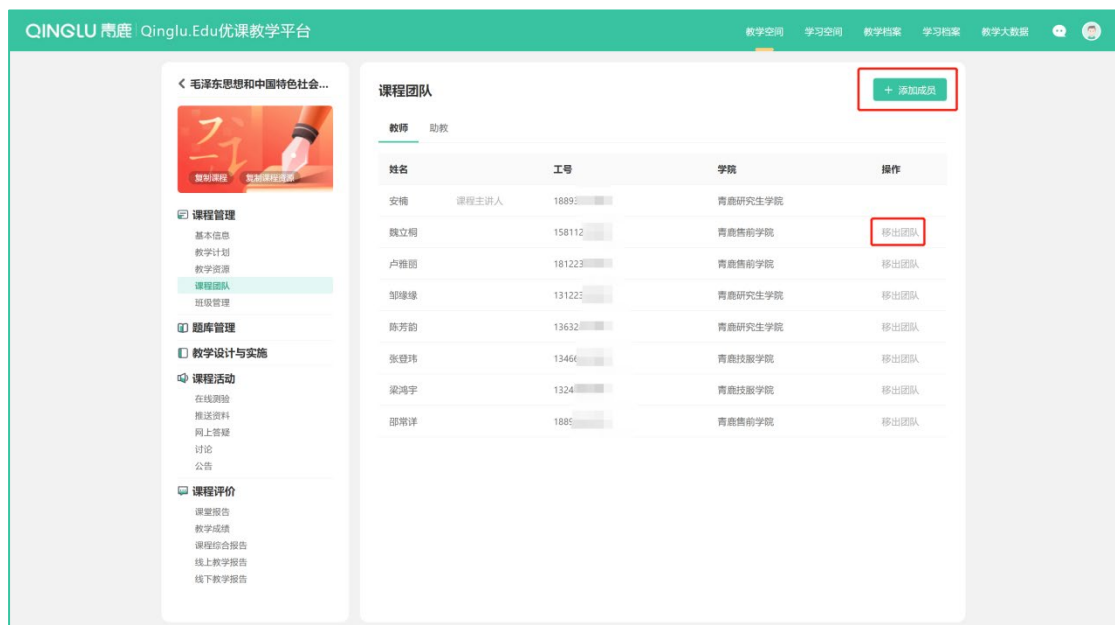 QINGLU 青鹿 Qinglu.Edu优课教学平台
教学空间 学习空间 教学档案 学习档案 教学大数据
毛泽东思想和中国特色社会...
复制课程 复制课程资源
课程管理
基本信息
教学计划
教学资源
课程团队
班级管理
题库管理
教学设计与实施
课程活动
在线测验
推送资料
网上答疑
讨论
公告
课程评价
课堂报告
教学成绩
课程综合报告
线上教学报告
线下教学报告
课程团队
+ 添加成员
教师 助教
姓名 工号 学院 操作
安楠 课程主讲人 1889 青鹿研究生学院
魏立桐 158112 青鹿售前学院 移出团队
卢雅丽 181223 青鹿售前学院 移出团队
邹缘缘 13122 青鹿研究生学院 移出团队
陈芳韵 13632 青鹿研究生学院 移出团队
张登玮 1346 青鹿技服学院 移出团队
梁鸿宇 1324 青鹿技服学院 移出团队
邵常洋 188 青鹿售前学院 移出团队